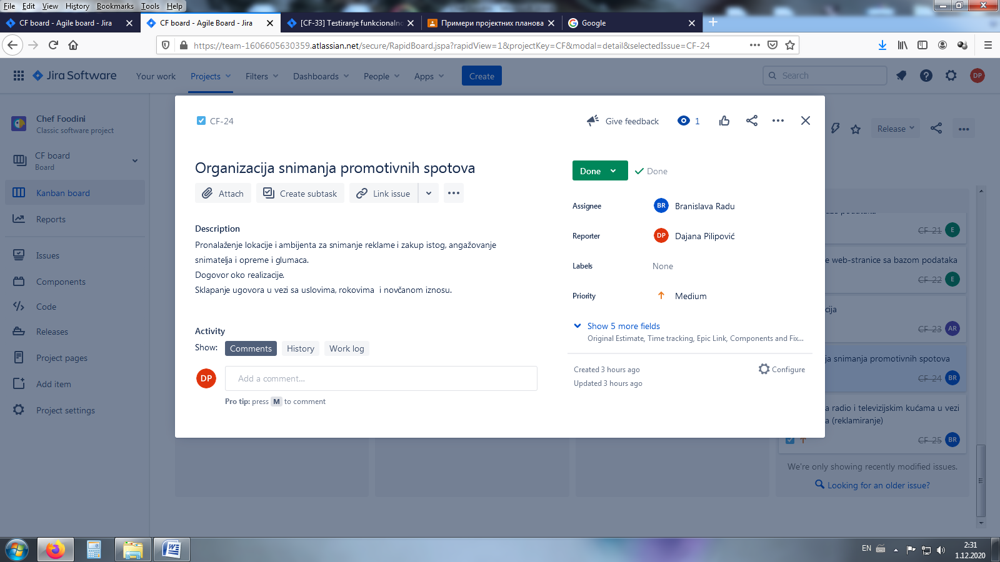 File Edit View History Bookmarks Tools Help
CF board - Agile board - Jira
CF board - Agile Board - Jira
[CF-33] Testiranje funkcionalno
Примери пројектних планова
Google
https://team-1606605630359.atlassian.net/secure/RapidBoard.jspa?rapidView=1&projectKey=CF&modal=detail&selectedIssue=CF-24
Jira Software
Your work
Projects
Filters
Dashboards
People
Apps
Create
Search
DP
Chef Foodini
Classic software project
CF board
Board
Kanban board
Reports
Issues
Components
Code
Releases
Project pages
Add item
Project settings
CF-24
Give feedback
1
Organizacija snimanja promotivnih spotova
Attach
Create subtask
Link issue
Description
Pronalaženje lokacije i ambijenta za snimanje reklame i zakup istog, angažovanje
snimatelja i opreme i glumaca.
Dogovor oko realizacije.
Sklapanje ugovora u vezi sa uslovima, rokovima  i novčanom iznosu.
Activity
Show:
Comments
History
Work log
DP
Add a comment...
Pro tip: press M to comment
Done
Done
Assignee
BR Branislava Radu
Reporter
DP Dajana Pilipović
Labels
None
Priority
Medium
Show 5 more fields
Original Estimate, Time tracking, Epic Link, Components and Fix...
Created 3 hours ago
Configure
Updated 3 hours ago
Release
CF-21 E
e web-stranice sa bazom podataka
CF-22 E
cija
CF-23 AR
ja snimanja promotivnih spotova
CF-24 BR
a radio i televizijskim kućama u vezi
a (reklamiranje)
CF-25 BR
We're only showing recently modified issues.
Looking for an older issue?
EN
2:31
1.12.2020